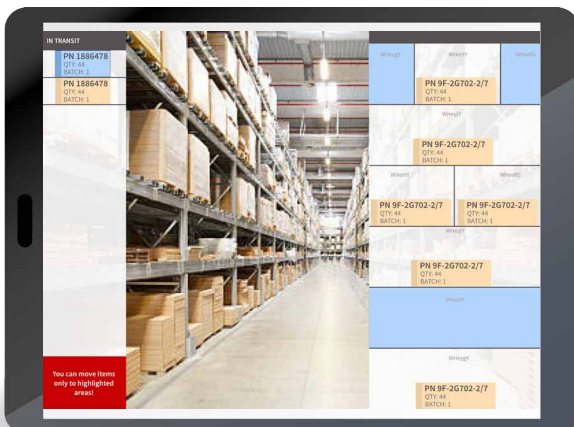 IN TRANSIT
PN 1886478
QTY: 44
BATCH: 1
PN 1886478
QTY: 44
BATCH: 1
You can move items
only to highlighted
areas!
PN 9F-2G702-2/7
QTY: 44
BATCH: 1
PN 9F-2G702-2/7
QTY: 44
BATCH: 1
PN 9F-2G702-2/7
QTY: 44
BATCH: 1
PN 9F-2G702-2/7
QTY: 44
BATCH: 1
PN 9F-2G702-2/7
QTY: 44
BATCH: 1
WHeygY
PN 9F-2G702-2/7
QTY: 44
BATCH: 1